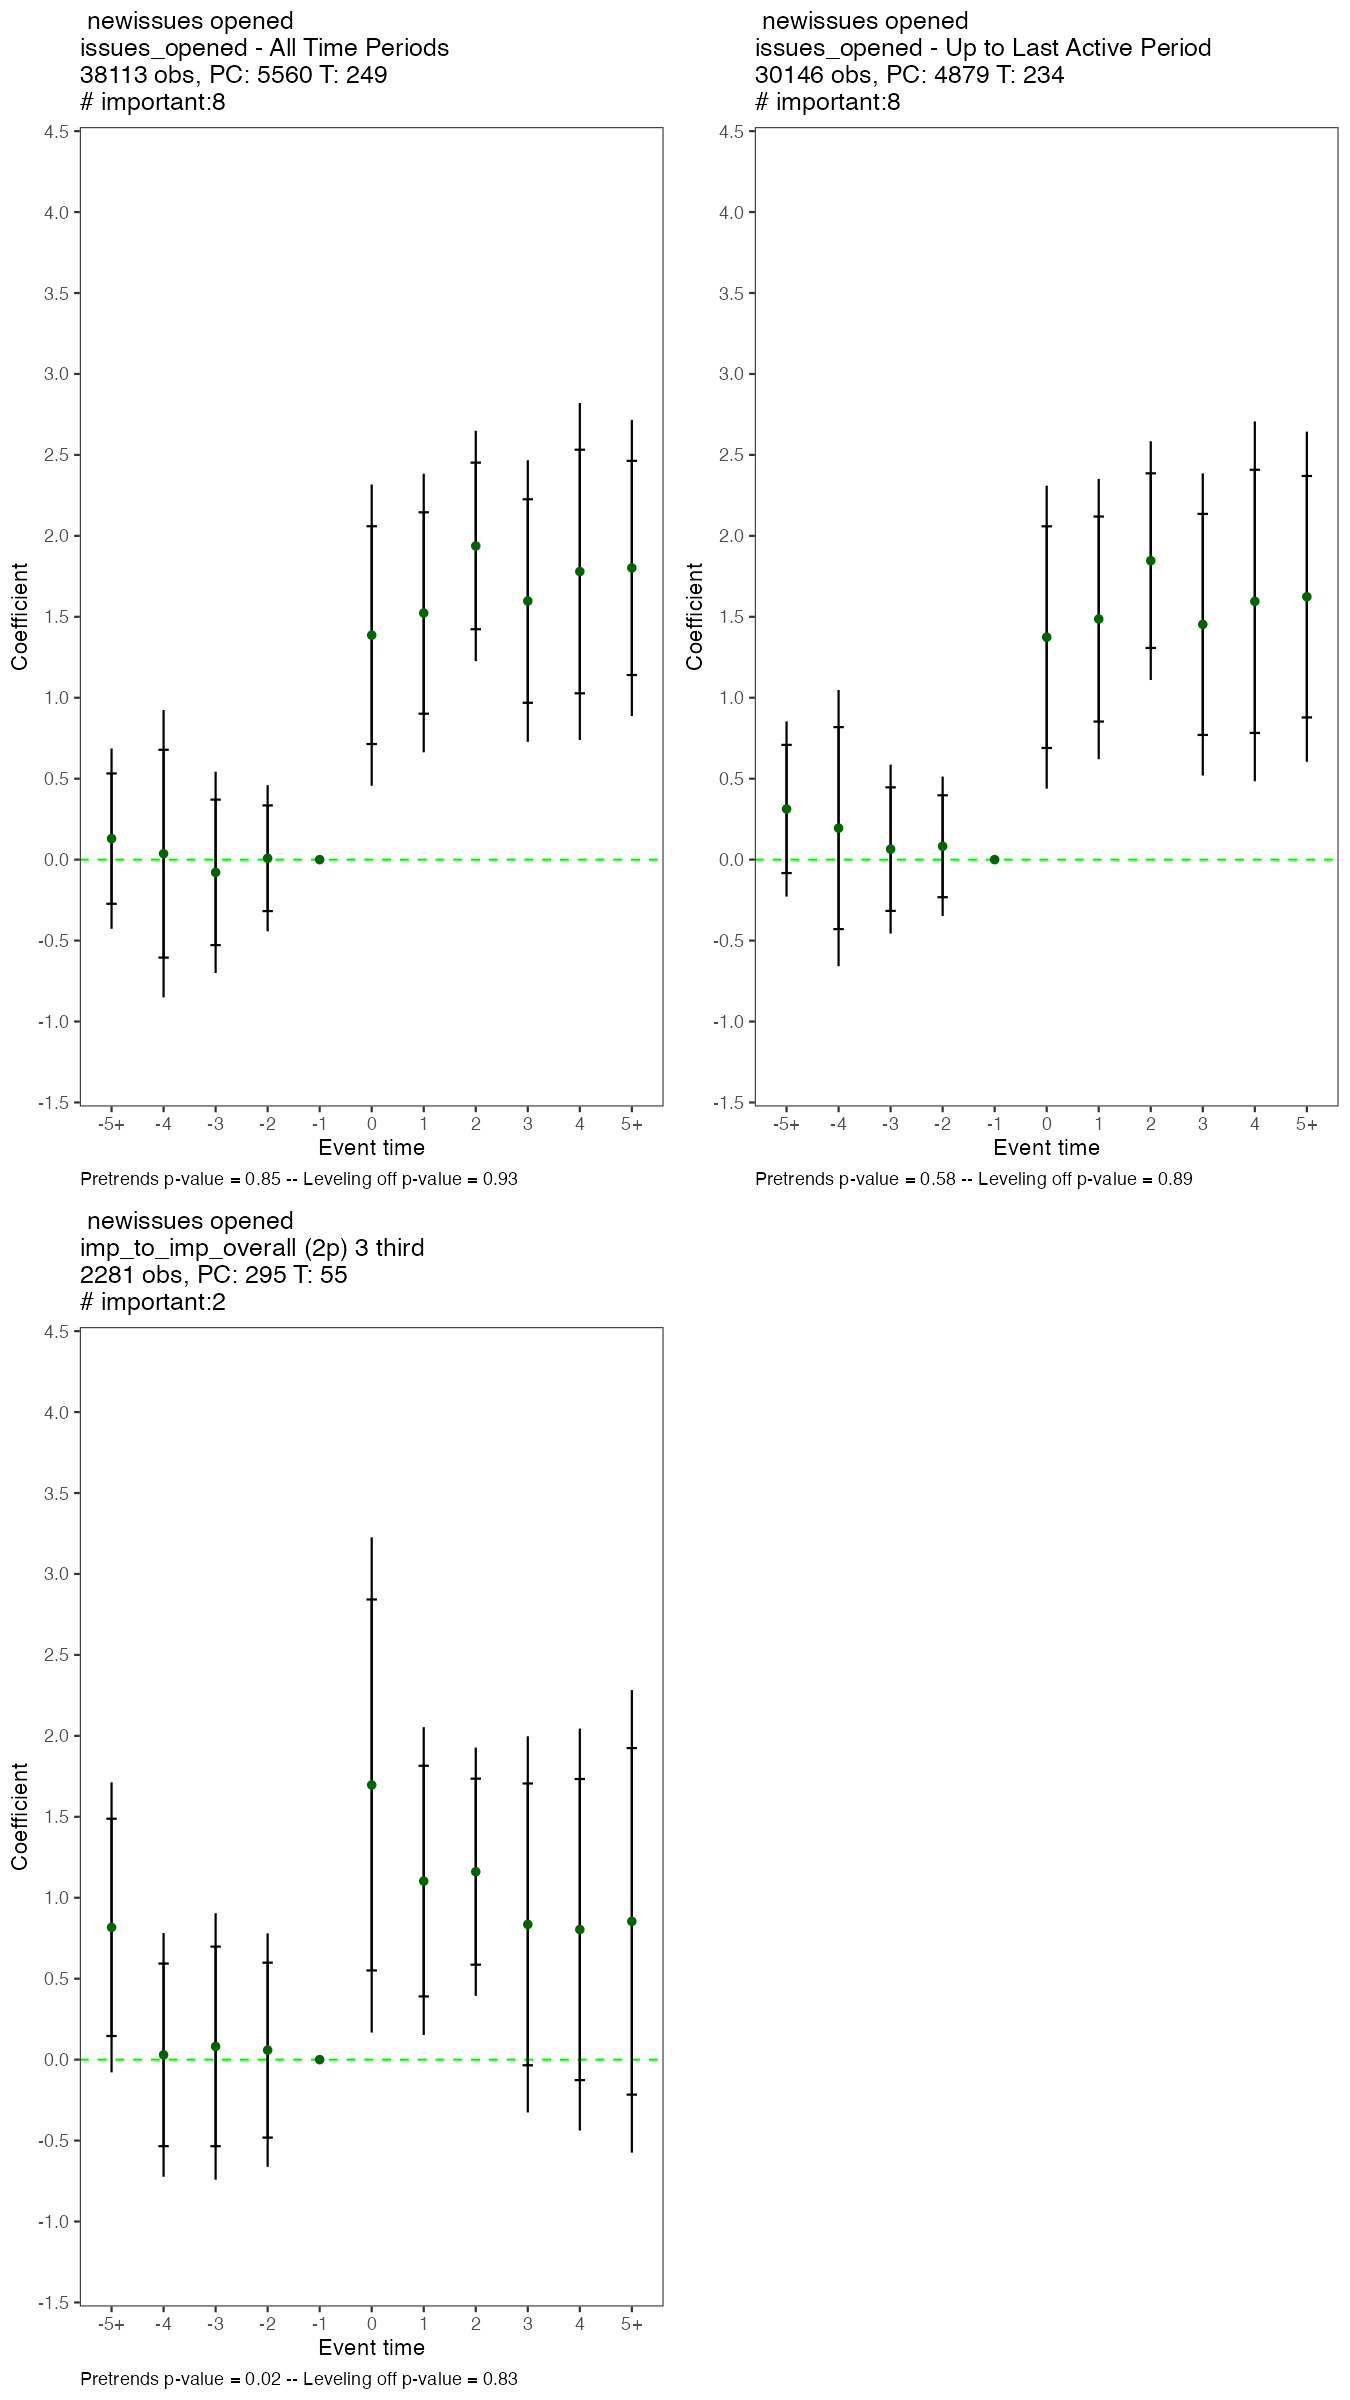 newissues opened
issues_opened - All Time Periods
38113 obs, PC: 5560 T: 249
# important:8
4.5
4.0
3.5
3.0
2.5
2.0
1.5
1.0
0.5
0.0
-0.5
-1.0
-1.5
Coefficient
-5+ -4 -3 -2 -1 0 1 2 3 4 5+
Event time
Pretrends p-value = 0.85 -- Leveling off p-value = 0.93
newissues opened
issues_opened - Up to Last Active Period
30146 obs, PC: 4879 T: 234
# important:8
4.5
4.0
3.5
3.0
2.5
2.0
1.5
1.0
0.5
0.0
-0.5
-1.0
-1.5
Coefficient
-5+ -4 -3 -2 -1 0 1 2 3 4 5+
Event time
Pretrends p-value = 0.58 -- Leveling off p-value = 0.89
newissues opened
imp_to_imp_overall (2p) 3 third
2281 obs, PC: 295 T: 55
# important:2
4.5
4.0
3.5
3.0
2.5
2.0
1.5
1.0
0.5
0.0
-0.5
-1.0
-1.5
Coefficient
-5+ -4 -3 -2 -1 0 1 2 3 4 5+
Event time
Pretrends p-value = 0.02 -- Leveling off p-value = 0.83